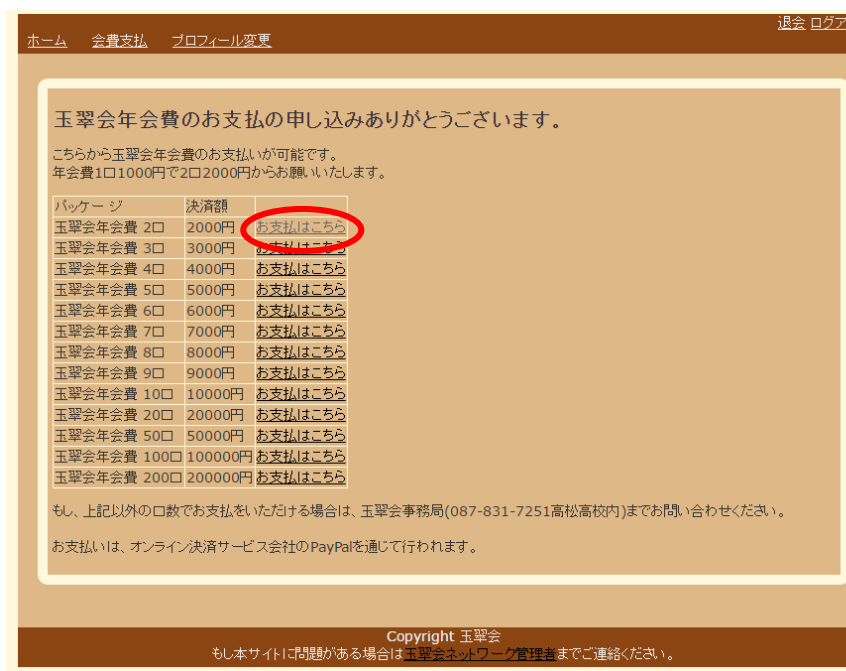 退会 ログア
ホーム 会費支払 プロフィール変更
玉翠会年会費のお支払の申し込みありがとうございます。
こちらから玉翠会年会費のお支払いが可能です。
年会費1口1000円で2口2000円からお願いいたします。
パッケージ 決済額
玉翠会年会費 2口 2000円 お支払はこちら
玉翠会年会費 3口 3000円 お支払はこちら
玉翠会年会費 4口 4000円 お支払はこちら
玉翠会年会費 5口 5000円 お支払はこちら
玉翠会年会費 6口 6000円 お支払はこちら
玉翠会年会費 7口 7000円 お支払はこちら
玉翠会年会費 8口 8000円 お支払はこちら
玉翠会年会費 9口 9000円 お支払はこちら
玉翠会年会費 10口 10000円 お支払はこちら
玉翠会年会費 20口 20000円 お支払はこちら
玉翠会年会費 50口 50000円 お支払はこちら
玉翠会年会費 100口 100000円 お支払はこちら
玉翠会年会費 200口 200000円 お支払はこちら
もし、上記以外の口数でお支払をいただける場合は、玉翠会事務局(087-831-7251高松高校内)までお問い合わせください。
お支払いは、オンライン決済サービス会社のPayPalを通じて行われます。
Copyright 玉翠会
もし本サイトに問題がある場合は玉翠会ネットワーク管理者までご連絡ください。